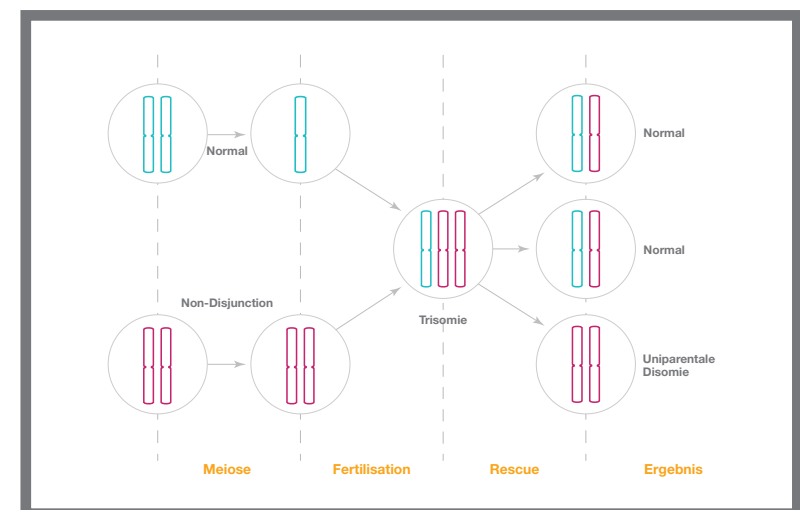 Normal
Normal
Normal
Non-Disjunction
Trisomie
Uniparentale
Disomie
Meiose
Fertilisation
Rescue
Ergebnis